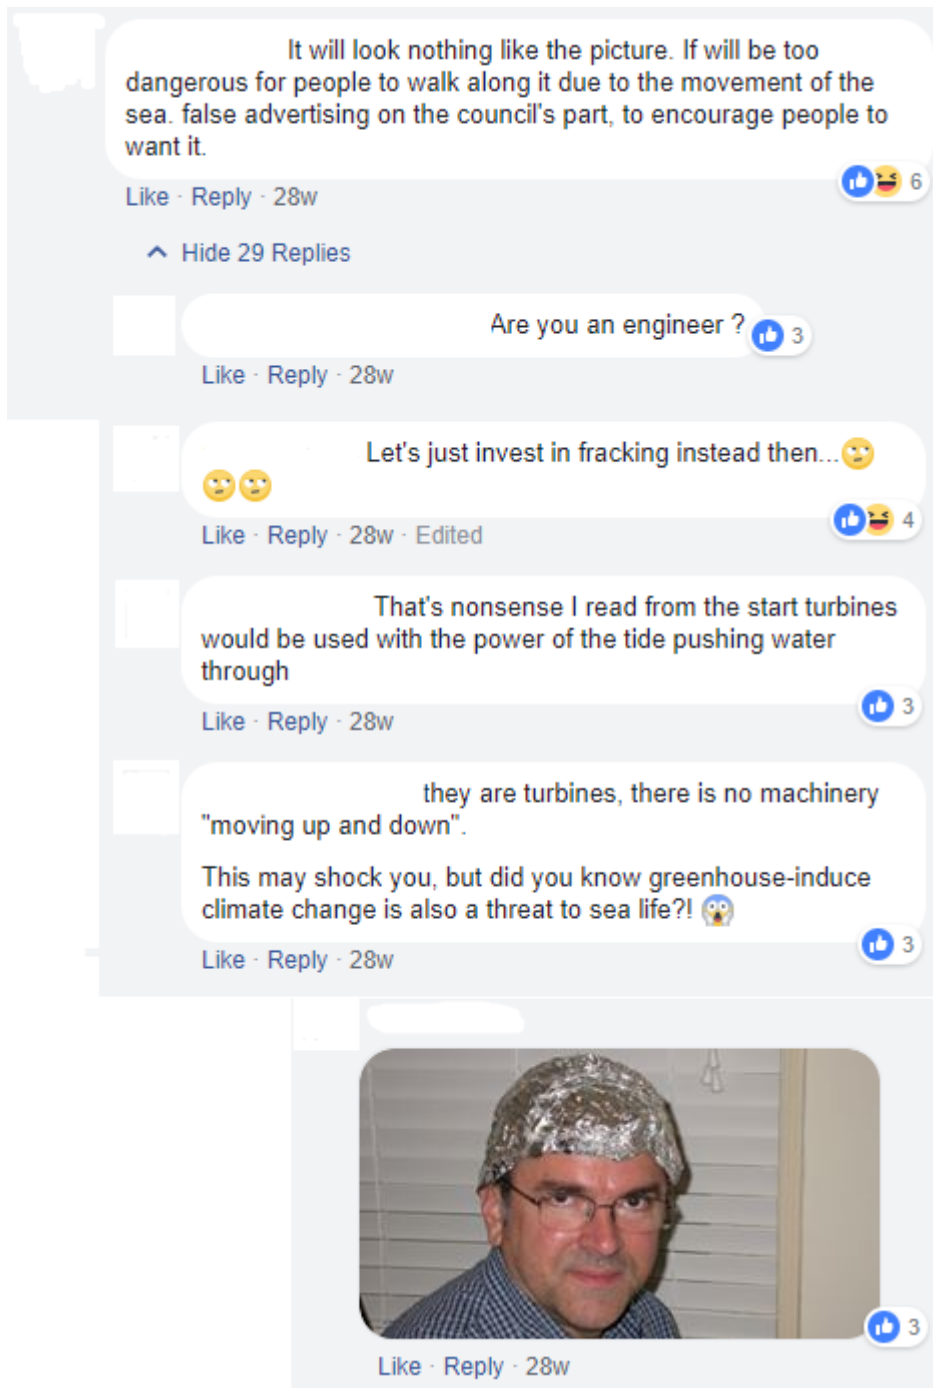 It will look nothing like the picture. If will be too
dangerous for people to walk along it due to the movement of the
sea. false advertising on the council's part, to encourage people to
want it.
6
Like · Reply · 28w
Hide 29 Replies
Are you an engineer ?
3
Like · Reply · 28w
Let's just invest in fracking instead then...🙄
🙄🙄
4
Like · Reply · 28w · Edited
That's nonsense I read from the start turbines
would be used with the power of the tide pushing water
through
3
Like · Reply · 28w
they are turbines, there is no machinery
"moving up and down".
This may shock you, but did you know greenhouse-induce
climate change is also a threat to sea life?! 😱
3
Like · Reply · 28w
3
Like · Reply · 28w